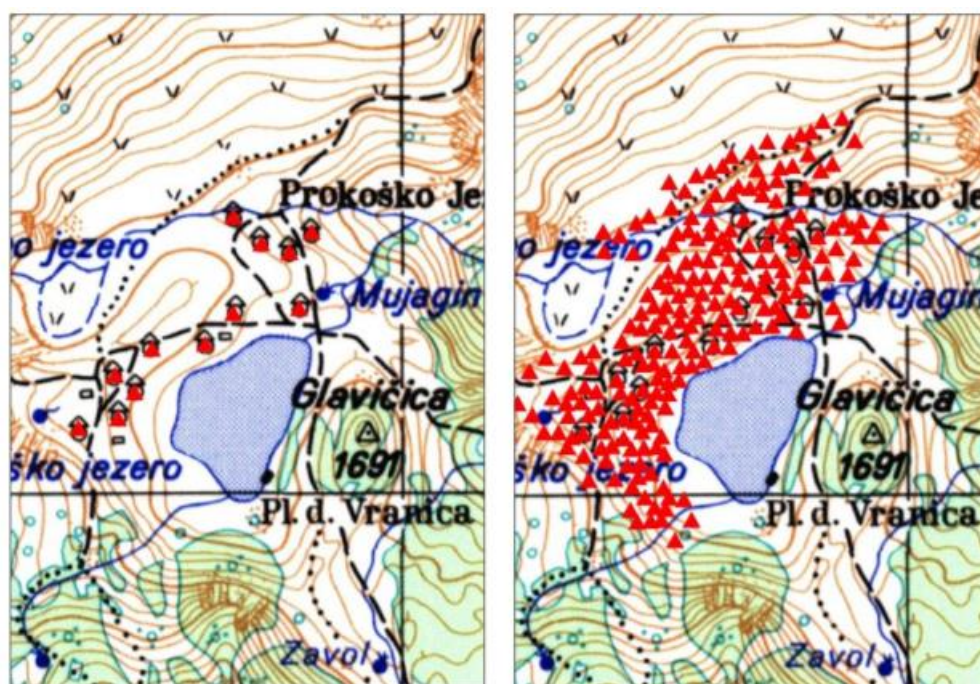 Prokoško Je
o jezero
Mujagin
Glavičica
1691
ško jezero
Pl. d. Vranica
Zavol
Prokoško Je
o jezero
Mujagin
Glavičica
1691
ško jezero
Pl. d. Vranica
Zavol